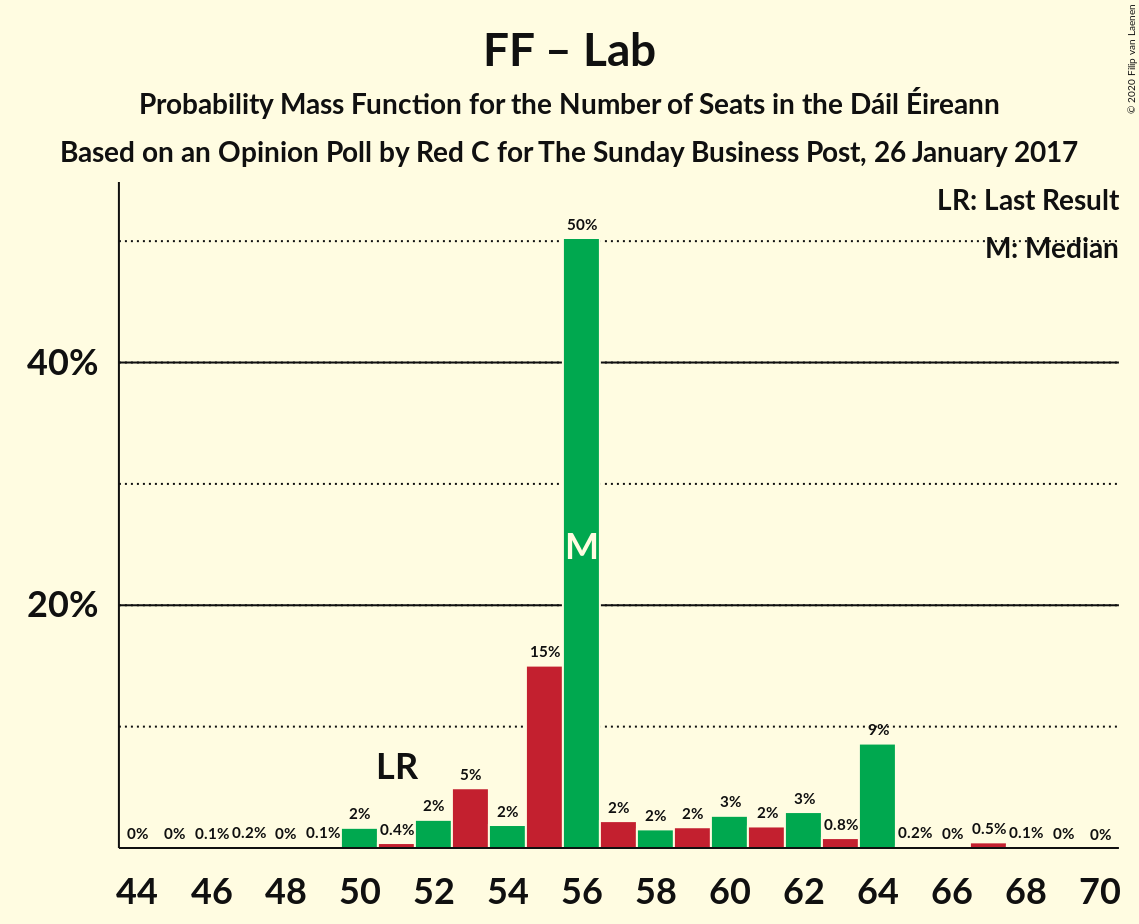 FF – Lab
Probability Mass Function for the Number of Seats in the Dáil Éireann
Based on an Opinion Poll by Red C for The Sunday Business Post, 26 January 2017
© 2020 Filip van Laenen
LR: Last Result
M: Median
50%
40%
M
20%
15%
9%
LR
5%
3%
3%
2%
2%
2%
2%
2%
2%
2%
0.8%
0% 0% 0.1% 0.2% 0% 0.1% 0.4% 0.2% 0% 0.5% 0.1% 0% 0%
2%
44 46 48 50 52 54 56 58 60 62 64 66 68 70